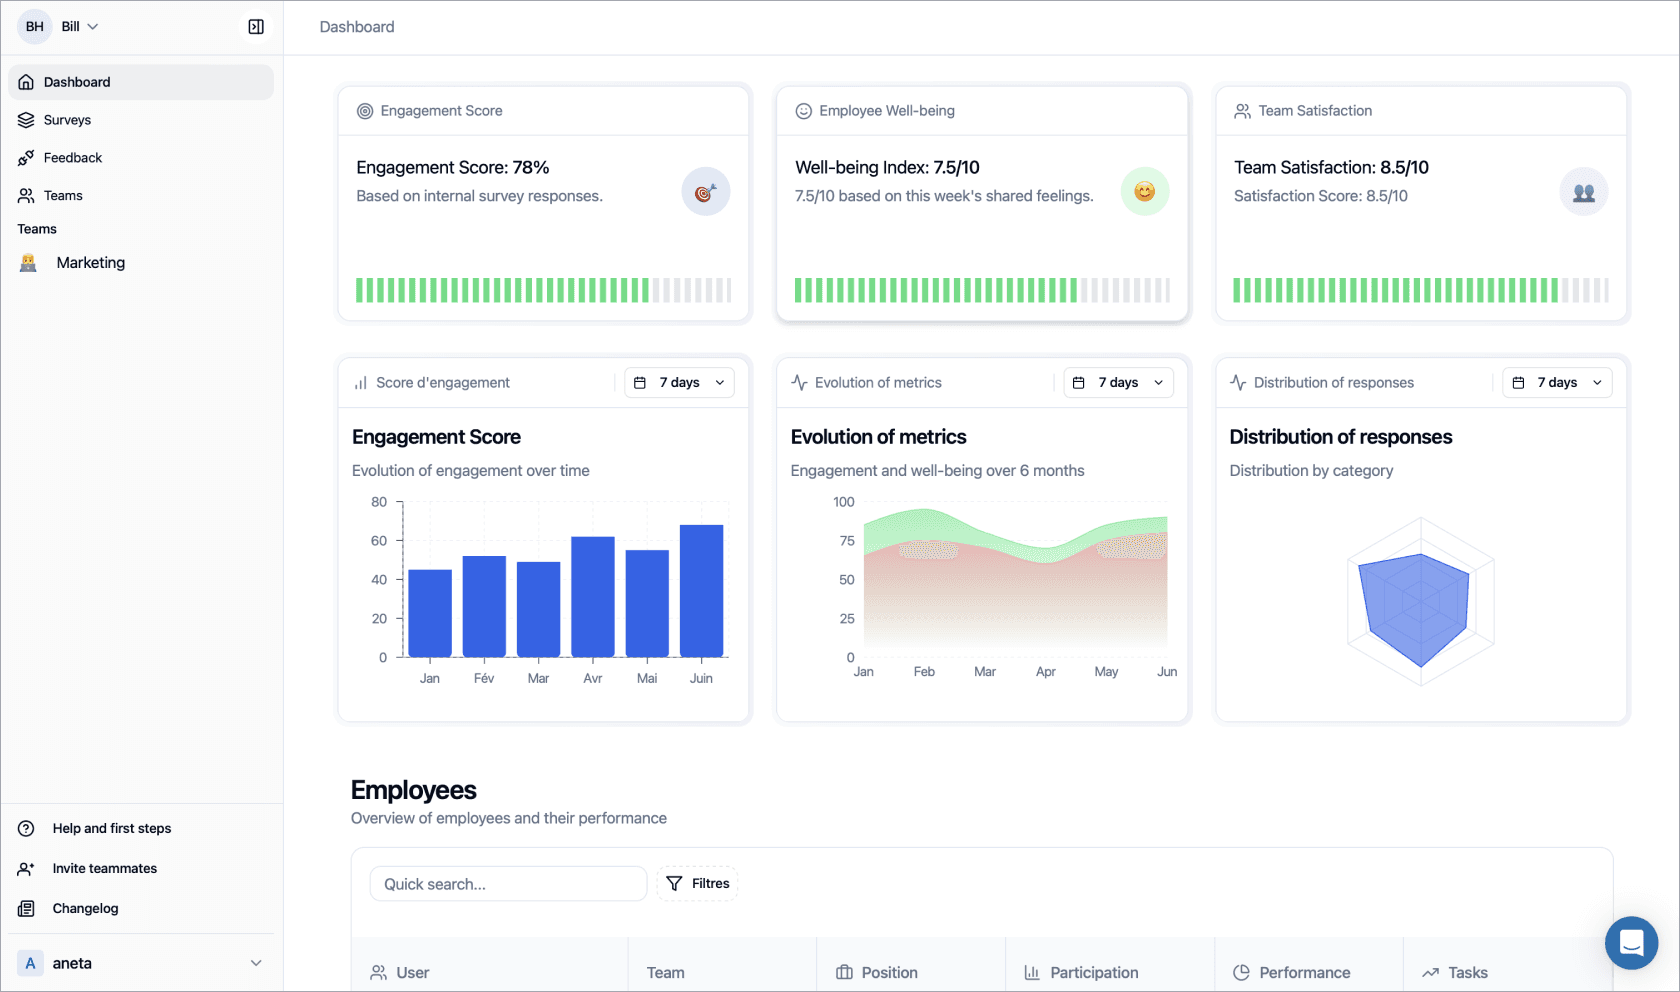 BH Bill
Dashboard
Dashboard
Surveys
Feedback
Teams
Teams
Marketing
Engagement Score
Engagement Score: 78%
Based on internal survey responses.
Employee Well-being
Well-being Index: 7.5/10
7.5/10 based on this week's shared feelings.
Team Satisfaction
Team Satisfaction: 8.5/10
Satisfaction Score: 8.5/10
Score d'engagement
7 days
Engagement Score
Evolution of engagement over time
80
60
40
20
0
Jan Fév Mar Avr Mai Juin
Evolution of metrics
7 days
Evolution of metrics
Engagement and well-being over 6 months
100
75
50
25
0
Jan Feb Mar Apr May Jun
Distribution of responses
7 days
Distribution of responses
Distribution by category
Employees
Overview of employees and their performance
Quick search...
Filtres
User Team Position Participation Performance Tasks
Help and first steps
Invite teammates
Changelog
A aneta